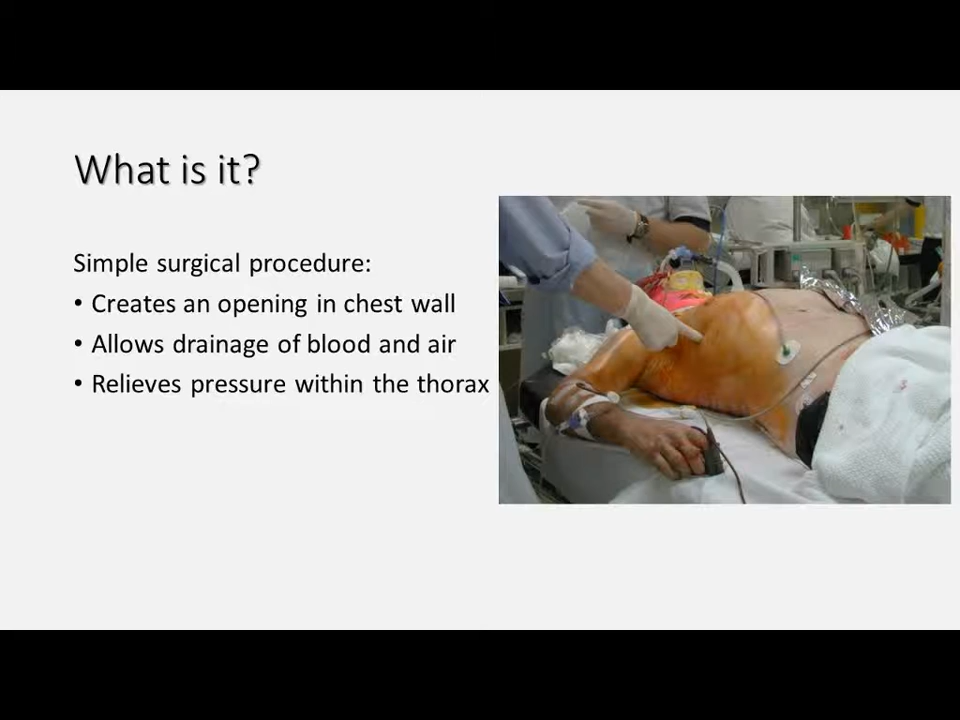 What is it?
Simple surgical procedure:
• Creates an opening in chest wall
• Allows drainage of blood and air
• Relieves pressure within the thorax